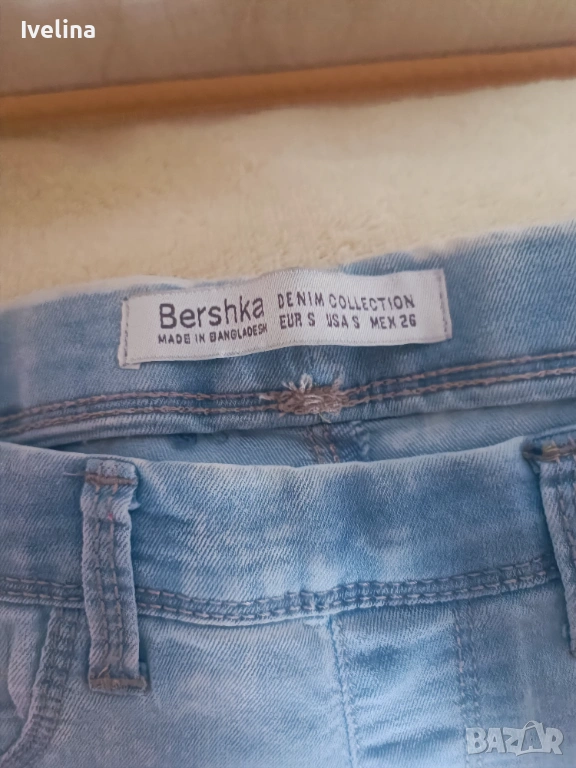 Ivelina
Bershka DENIM COLLECTION
MADE IN BANGLADESH EUR S USA S MEX 26
BAZAR